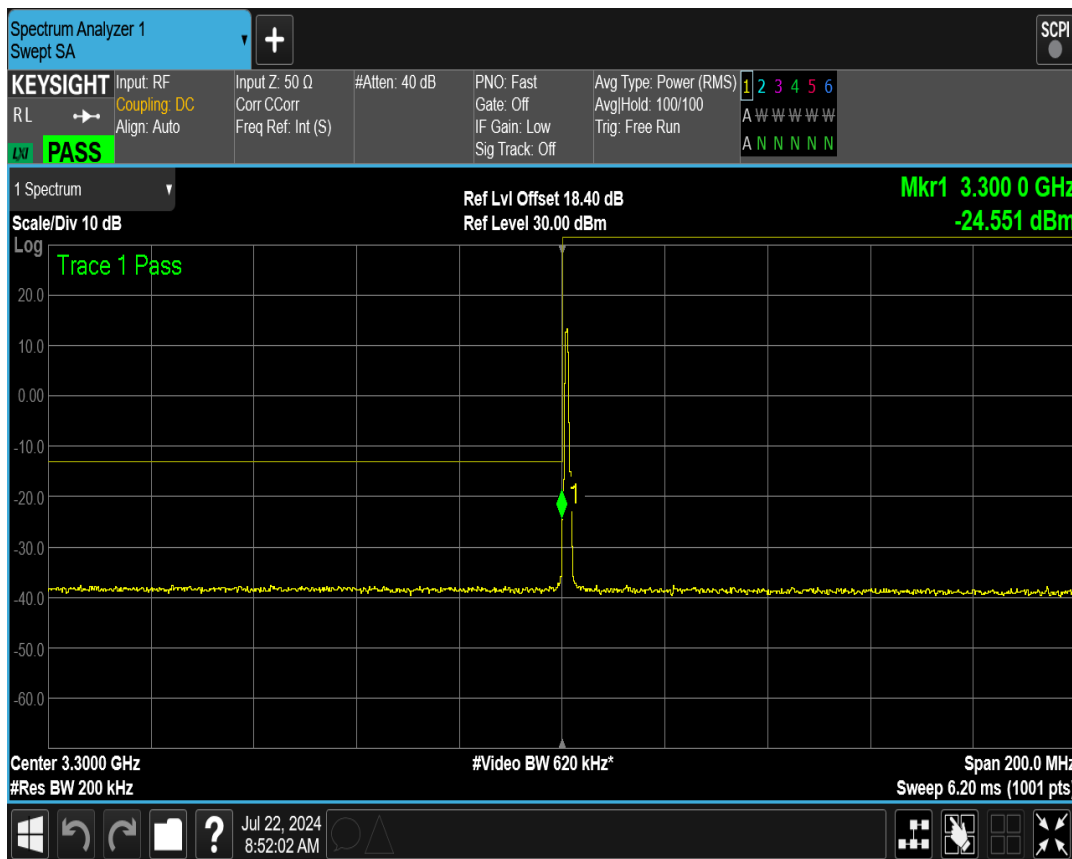 Spectrum Analyzer 1
Swept SA
+
SCPI
KEYSIGHT
RL
LXI
PASS
Input: RF
Coupling: DC
Align: Auto
Input Z: 50 Ω
Corr CCorr
Freq Ref: Int (S)
#Atten: 40 dB
PNO: Fast
Gate: Off
IF Gain: Low
Sig Track: Off
Avg Type: Power (RMS)
Avg|Hold: 100/100
Trig: Free Run
1 2 3 4 5 6
A W W W W W
A N N N N N
1 Spectrum
Scale/Div 10 dB
Ref Lvl Offset 18.40 dB
Ref Level 30.00 dBm
Mkr1 3.300 0 GHz
-24.551 dBm
Log
Trace 1 Pass
20.0
10.0
0.00
-10.0
-20.0
-30.0
-40.0
-50.0
-60.0
1
Center 3.3000 GHz
#Res BW 200 kHz
#Video BW 620 kHz*
Span 200.0 MHz
Sweep 6.20 ms (1001 pts)
?
Jul 22, 2024
8:52:02 AM